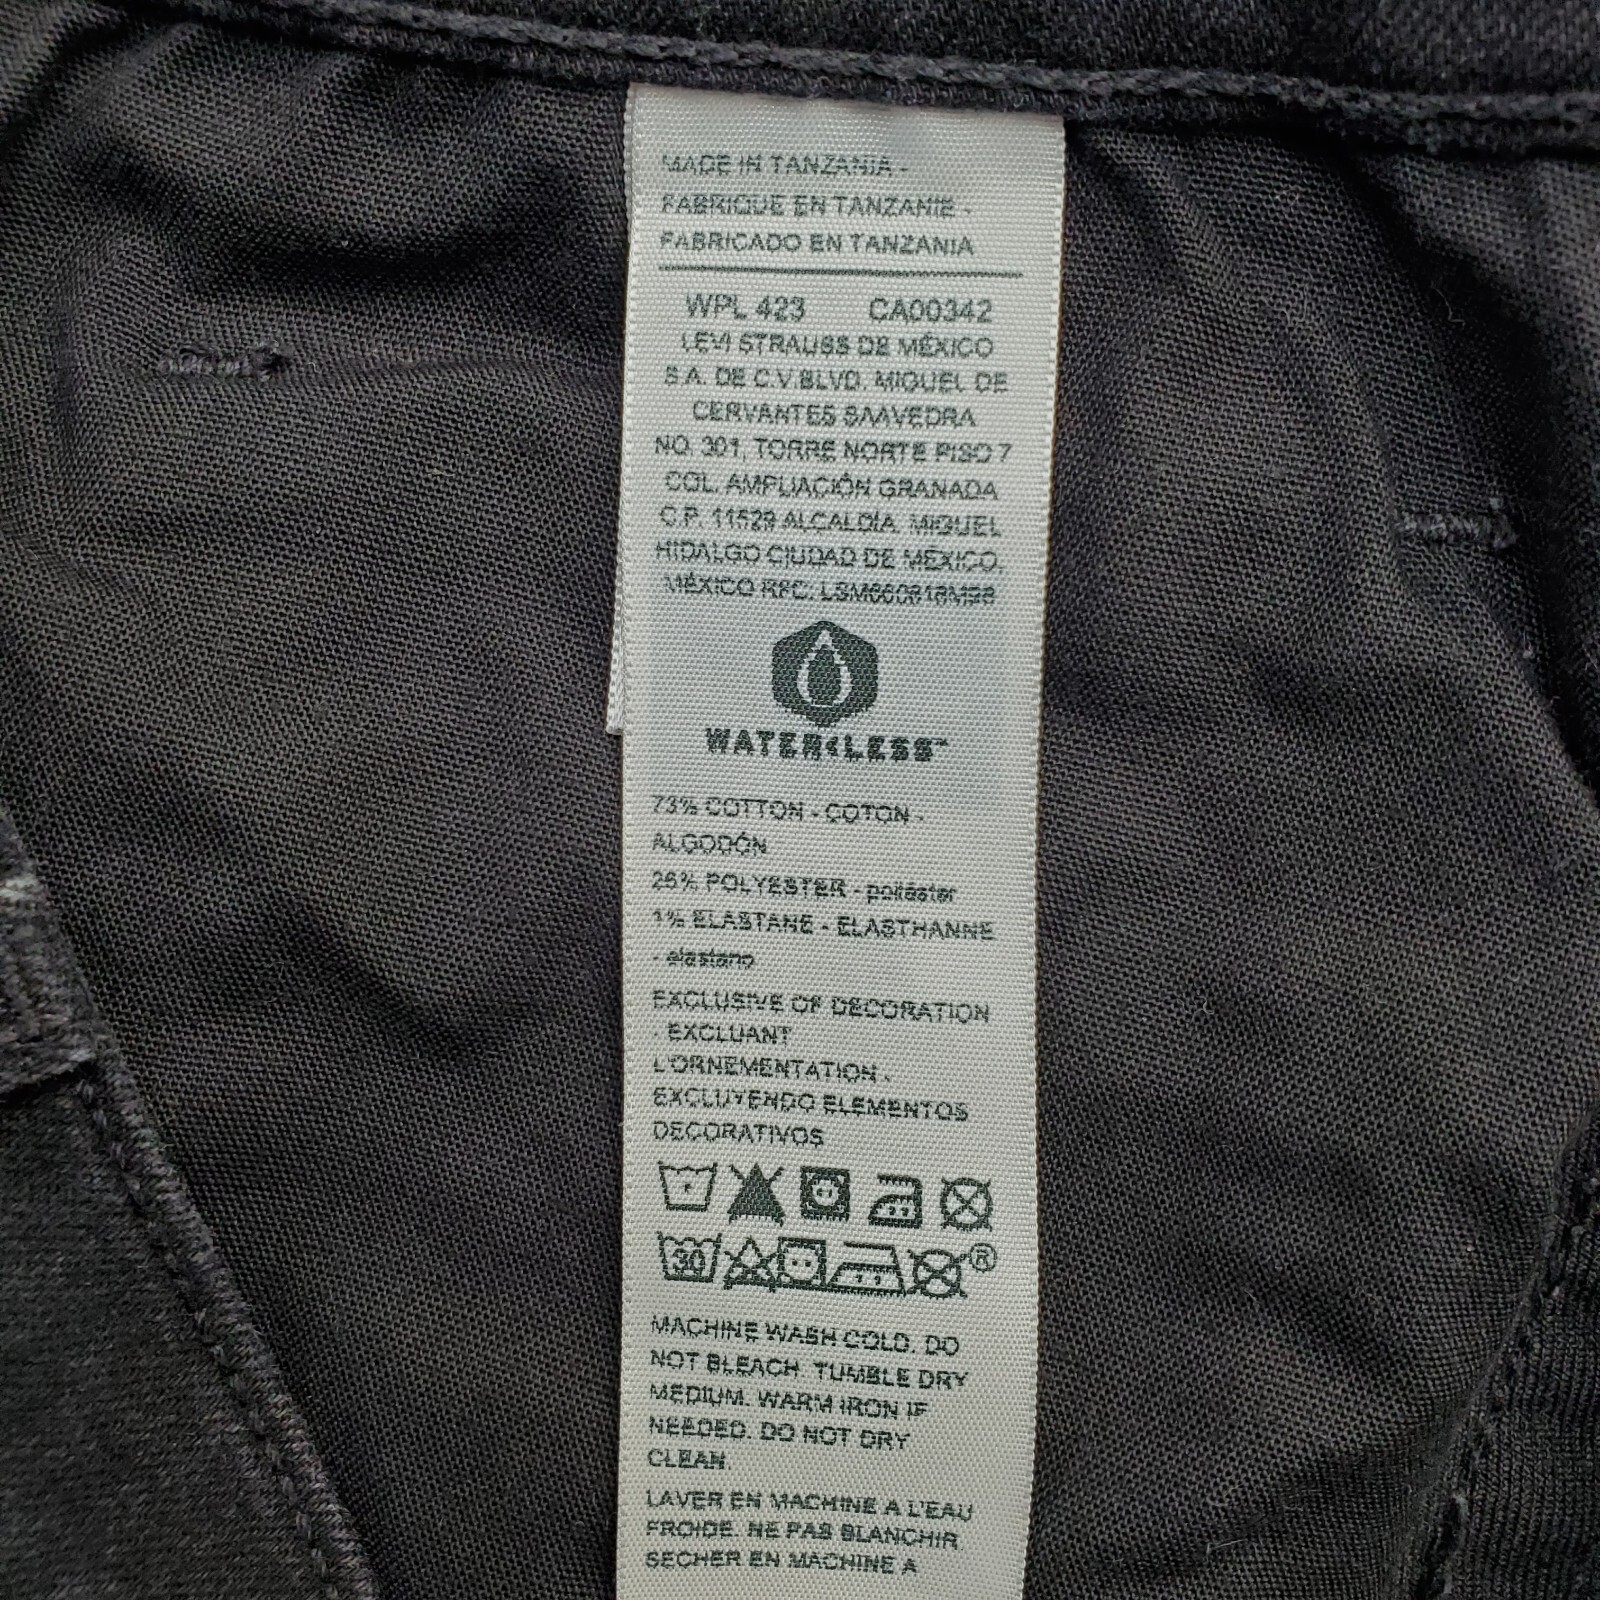 MADE IN TANZANIA -
FABRIQUE EN TANZANIE -
FABRICADO EN TANZANIA
WPL 423 CA00342
LEVI STRAUSS DE MÉXICO
S.A. DE C.V.BLVD. MIGUEL DE
CERVANTES SAAVEDRA
NO. 301, TORRE NORTE PISO 7
COL. AMPLIACIÓN GRANADA
C.P. 11529 ALCALDÍA. MIGUEL
HIDALGO CIUDAD DE MÉXICO,
MÉXICO RFC:
WATER<LESS™
73% COTTON - COTON -
ALGODÓN
26% POLYESTER - poliéster
1% ELASTANE - ELASTHANNE
- elastano
EXCLUSIVE OF DECORATION
- EXCLUANT
L'ORNEMENTATION -
EXCLUYENDO ELEMENTOS
DECORATIVOS
30 ®
MACHINE WASH COLD. DO
NOT BLEACH. TUMBLE DRY
MEDIUM. WARM IRON IF
NEEDED. DO NOT DRY
CLEAN.
LAVER EN MACHINE A L'EAU
FROIDE. NE PAS BLANCHIR
SECHER EN MACHINE A